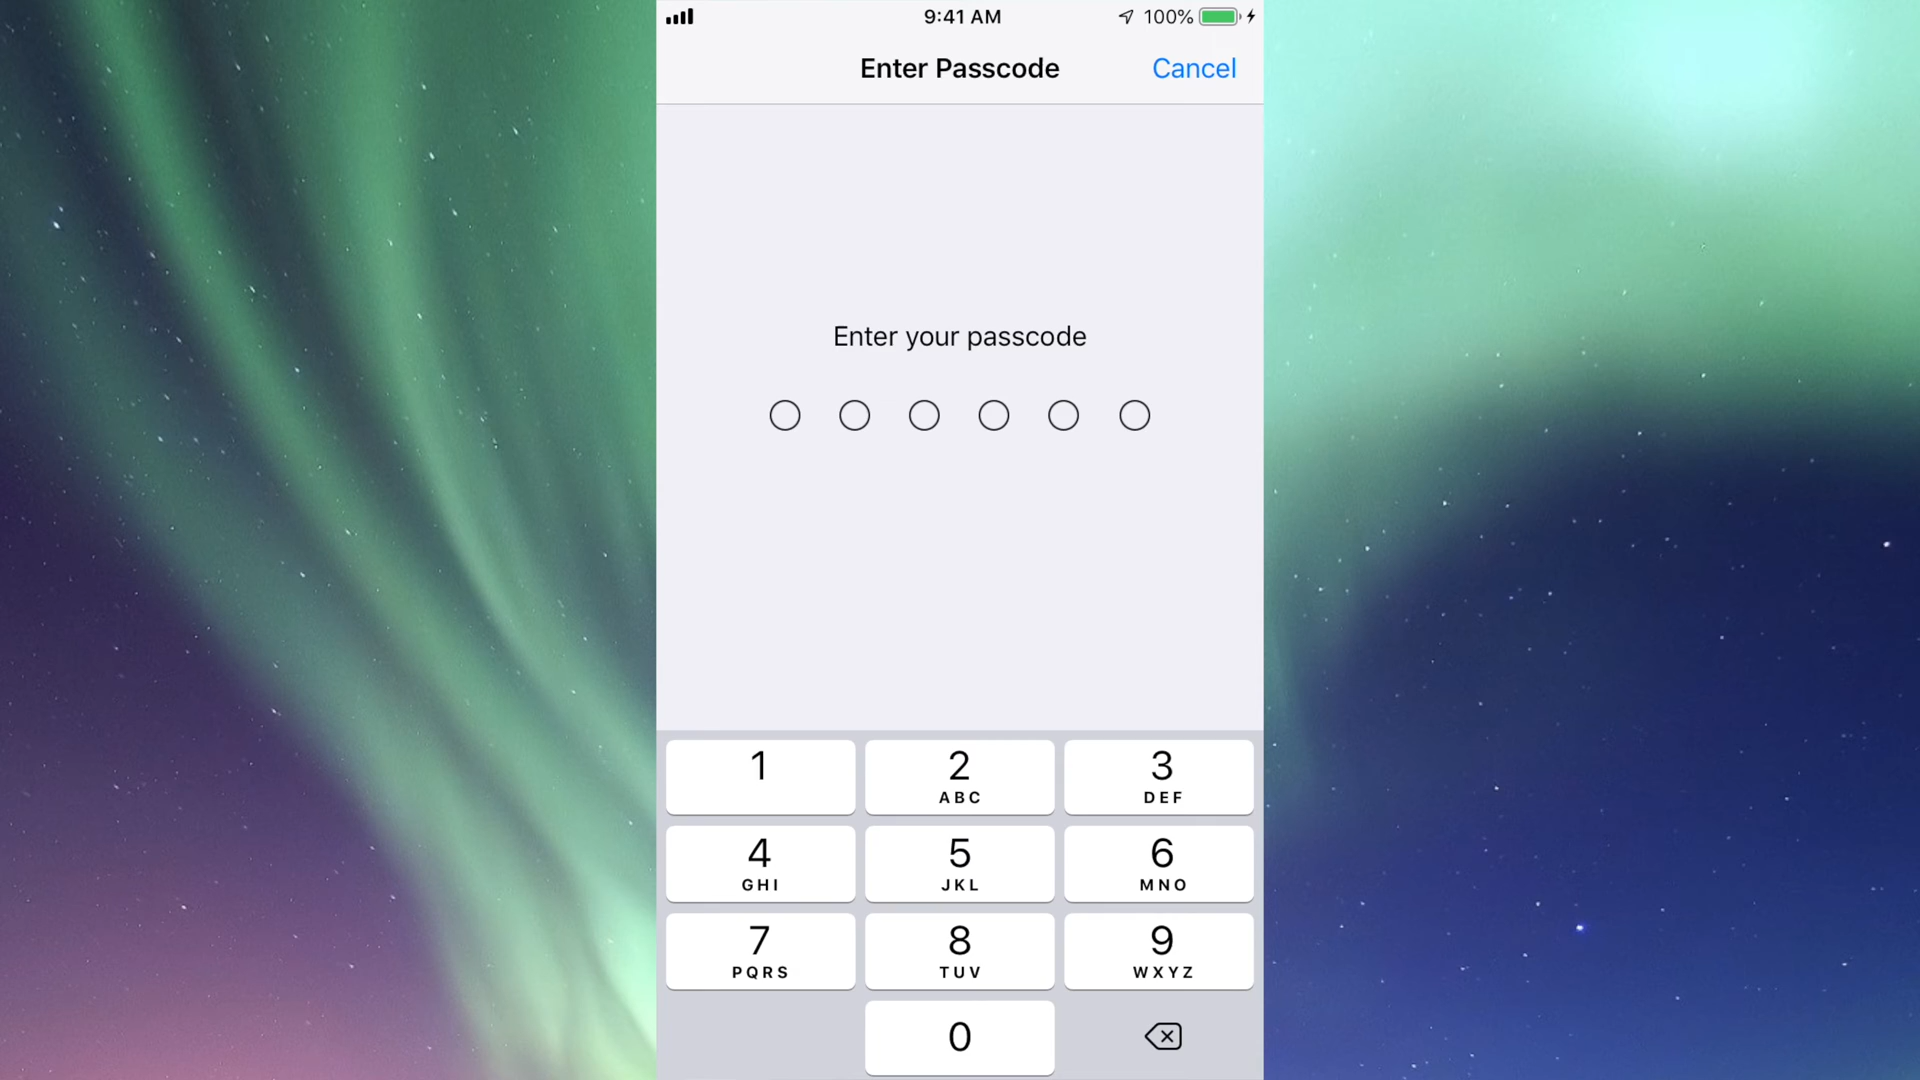 9:41 AM 100%
Enter Passcode Cancel
Enter your passcode
1 2 3
ABC DEF
4 5 6
GHI JKL MNO
7 8 9
PQRS TUV WXYZ
0